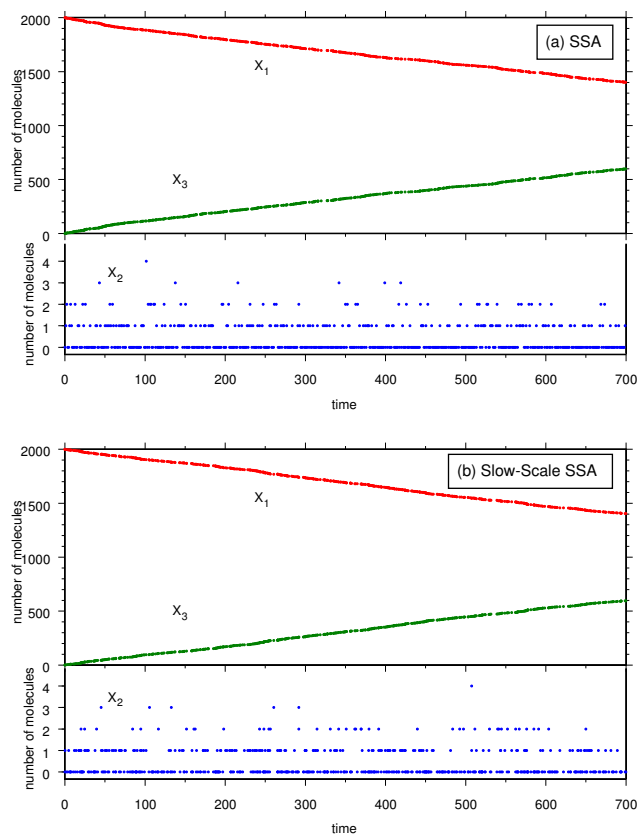 2000
(a) SSA
1500
X1
1000
number of molecules
X3
500
0
4
X2
3
2
1
0
number of molecules
0 100 200 300 400 500 600 700
time
2000
(b) Slow-Scale SSA
1500
X1
1000
number of molecules
X3
500
0
4
X2
3
2
1
0
number of molecules
0 100 200 300 400 500 600 700
time